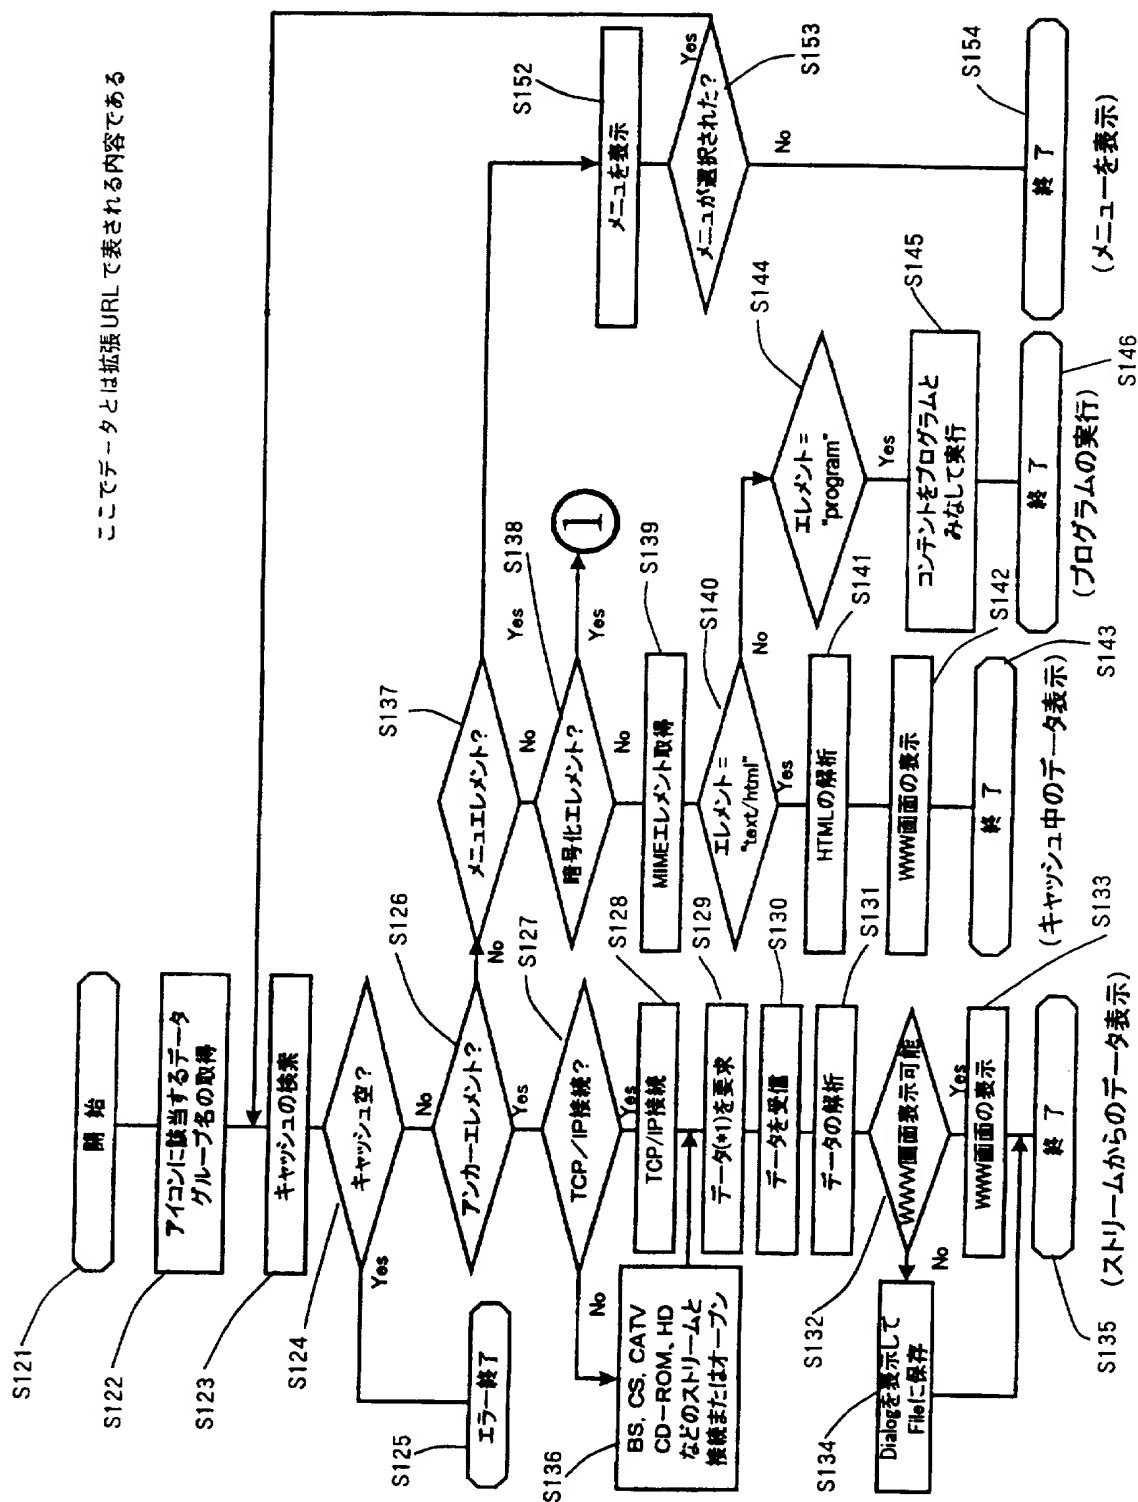 ここでデータとは拡張URLで表される内容である
S121
開始
S122
アイコンに該当するデータ
グループ名の取得
S123
キャッシュの検索
S124
キャッシュ空?
Yes
No
S125
エラー終了
S126
アンカーエレメント?
No
Yes
S127
TCP/IP接続?
No
Yes
S136
BS, CS, CATV
CD-ROM、HD
などのストリームと
接続またはオープン
S128
TCP/IP接続
S129
データ(*1)を要求
S130
データを受信
S131
データの解析
S132
WWW画面表示可能
No
Yes
S134
Dialogを表示して
Fileに保存
S133
WWW画面の表示
S135
終了
(ストリームからのデータ表示)
S137
メニュエレメント?
Yes
No
S138
暗号化エレメント?
Yes
No
1
S139
MIMEエレメント取得
S140
エレメント=
"text/html"
No
Yes
S141
HTMLの解析
S142
WWW画面の表示
S143
終了
(キャッシュ中のデータ表示)
S144
エレメント=
"program"
Yes
S145
コンテントをプログラムと
みなして実行
S146
終了
(プログラムの実行)
S152
メニュを表示
S153
メニュが選択された?
Yes
No
S154
終了
(メニューを表示)